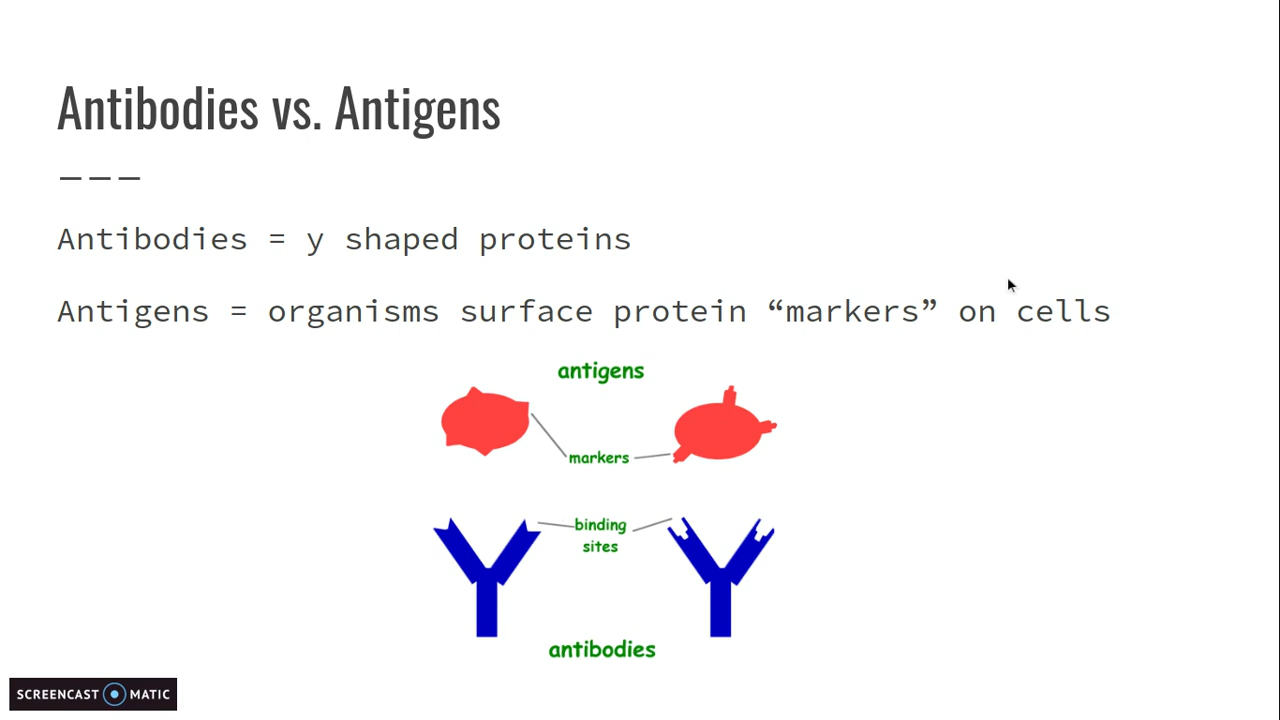 Antibodies vs. Antigens
Antibodies = y shaped proteins
Antigens = organisms surface protein “markers” on cells
antigens
markers
binding
sites
antibodies
SCREENCAST MATIC